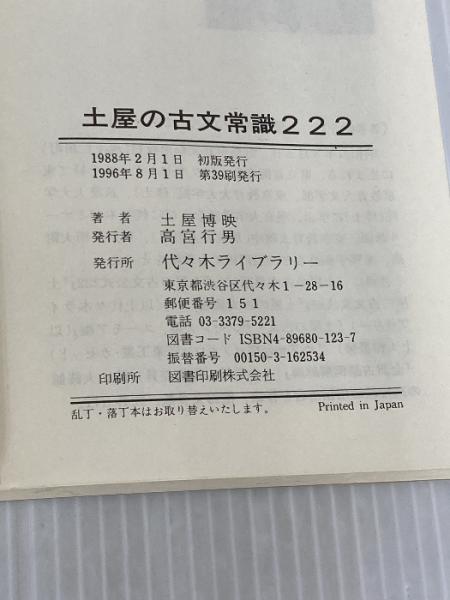 土屋の古文常識222
1988年2月1日 初版発行
1996年8月1日 第39刷発行
著者 土屋博映
発行者 高宮行男
発行所 代々木ライブラリー
東京都渋谷区代々木1-28-16
郵便番号 151
電話 03-3379-5221
図書コード ISBN4-89680-123-7
振替番号 00150-3-162534
印刷所 図書印刷株式会社
乱丁・落丁本はお取り替えいたします。 Printed in Japan